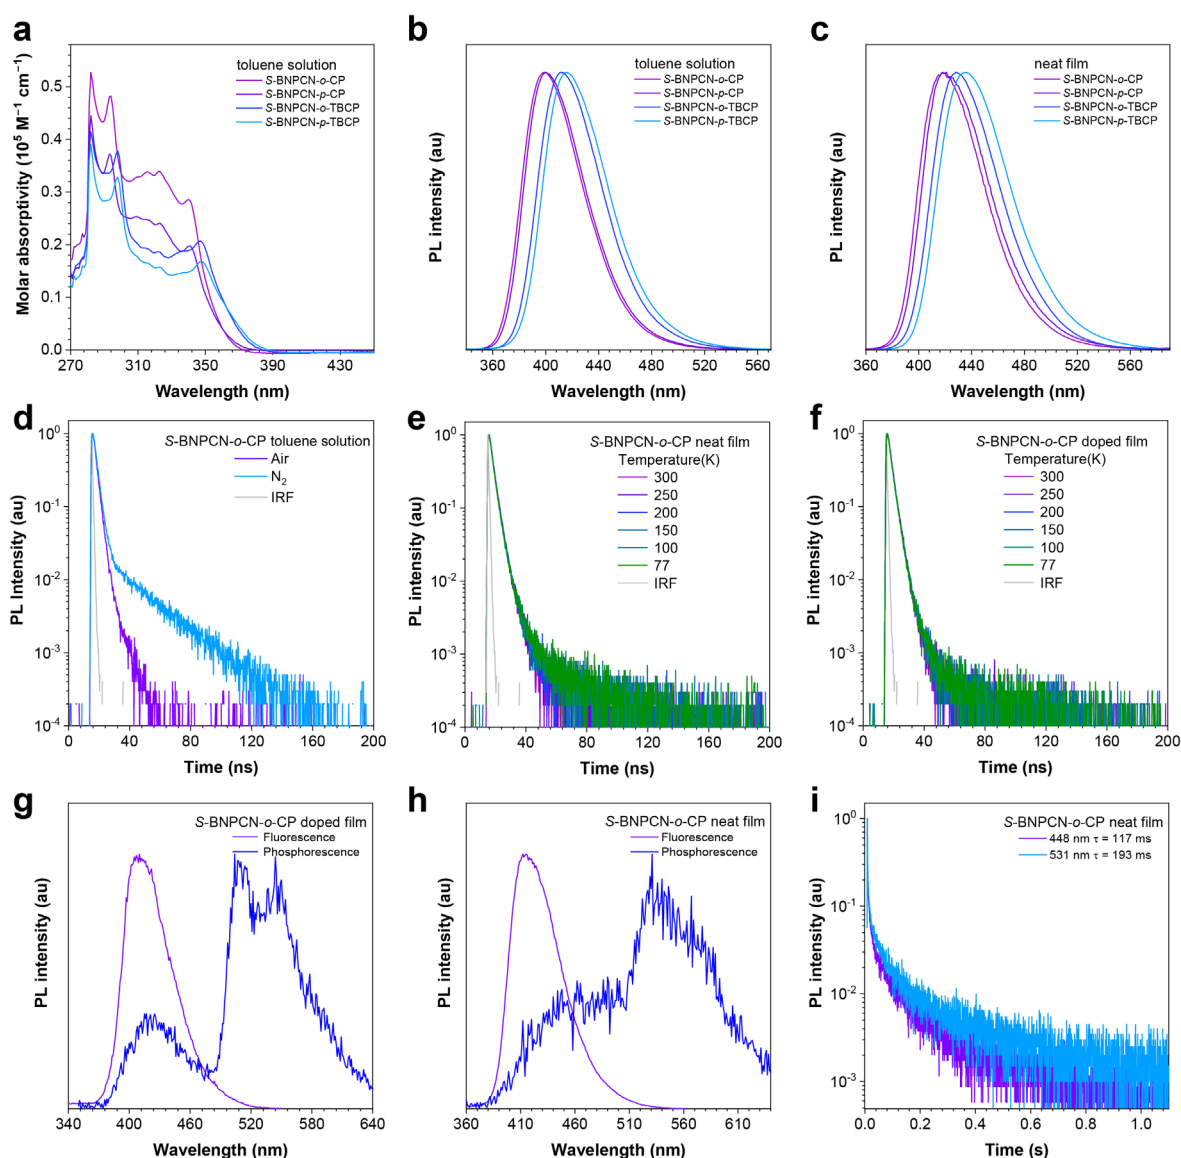 a
toluene solution
S-BNPCN-o-CP
S-BNPCN-p-CP
S-BNPCN-o-TBCP
S-BNPCN-p-TBCP
Molar absorptivity (10⁵ M⁻¹ cm⁻¹)
0.5
0.4
0.3
0.2
0.1
0.0
270 310 350 390 430
Wavelength (nm)
b
toluene solution
S-BNPCN-o-CP
S-BNPCN-p-CP
S-BNPCN-o-TBCP
S-BNPCN-p-TBCP
PL intensity (au)
360 400 440 480 520 560
Wavelength (nm)
c
neat film
S-BNPCN-o-CP
S-BNPCN-p-CP
S-BNPCN-o-TBCP
S-BNPCN-p-TBCP
PL intensity (au)
360 400 440 480 520 560
Wavelength (nm)
d
S-BNPCN-o-CP toluene solution
Air
N₂
IRF
PL Intensity (au)
10⁰
10⁻¹
10⁻²
10⁻³
10⁻⁴
0 40 80 120 160 200
Time (ns)
e
S-BNPCN-o-CP neat film
Temperature(K)
300
250
200
150
100
77
IRF
PL intensity (au)
10⁰
10⁻¹
10⁻²
10⁻³
10⁻⁴
0 40 80 120 160 200
Time (ns)
f
S-BNPCN-o-CP doped film
Temperature(K)
300
250
200
150
100
77
IRF
PL intensity (au)
10⁰
10⁻¹
10⁻²
10⁻³
10⁻⁴
0 40 80 120 160 200
Time (ns)
g
S-BNPCN-o-CP doped film
Fluorescence
Phosphorescence
PL intensity (au)
340 400 460 520 580 640
Wavelength (nm)
h
S-BNPCN-o-CP neat film
Fluorescence
Phosphorescence
PL intensity (au)
360 410 460 510 560 610
Wavelength (nm)
i
S-BNPCN-o-CP neat film
448 nm τ = 117 ms
531 nm τ = 193 ms
PL intensity (au)
10⁰
10⁻¹
10⁻²
10⁻³
0.0 0.2 0.4 0.6 0.8 1.0
Time (s)